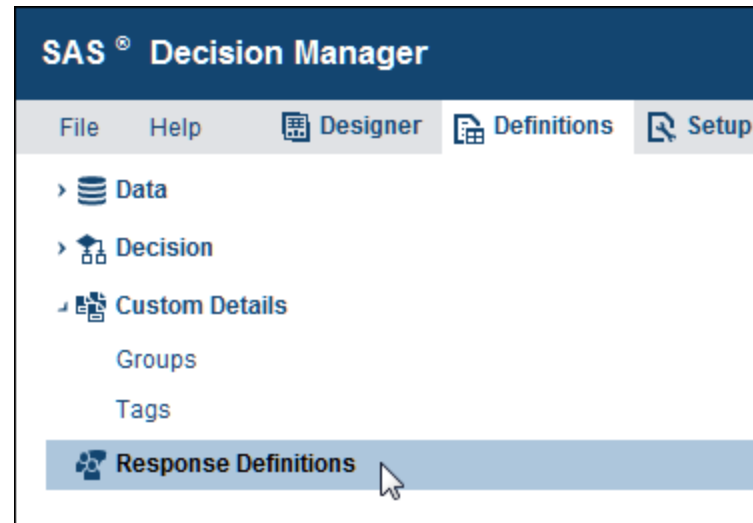 SAS ® Decision Manager
File Help Designer Definitions Setup
Data
Decision
Custom Details
Groups
Tags
Response Definitions